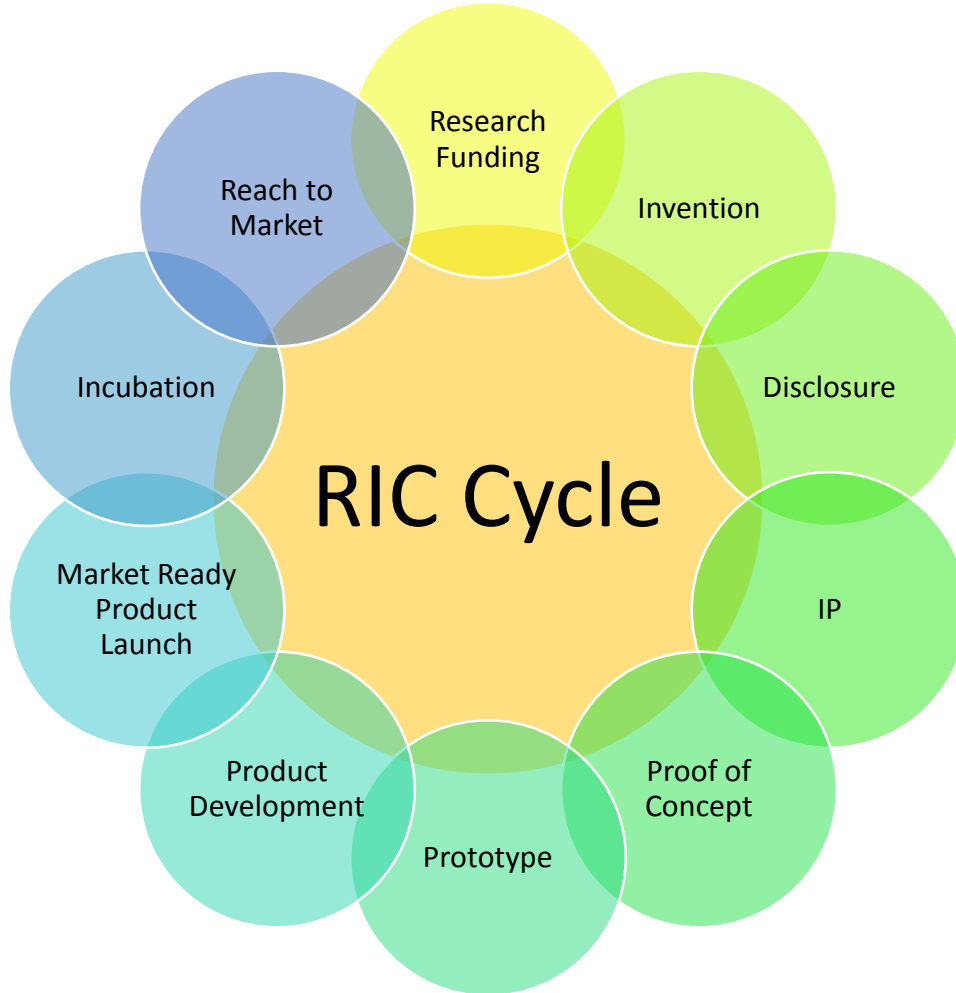 Research
Funding
Invention
Disclosure
IP
Proof of
Concept
Prototype
Product
Development
Market Ready
Product
Launch
Incubation
Reach to
Market
RIC Cycle